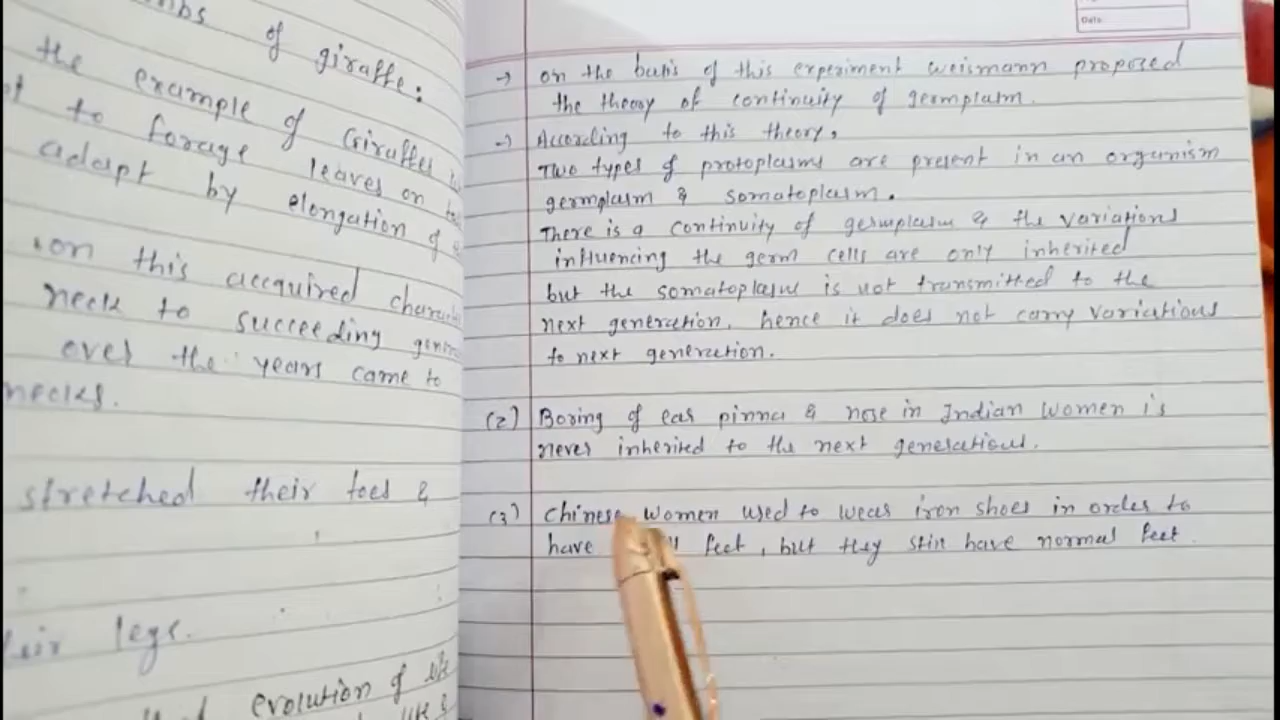 of giraffe:
the example of Giraffes
to forage leaves on
adapt by elongation of
on this accquired
neck to succeeding
over the years came to
necks.
stretched their toes &
legs.
evolution of
Date
→ on the basis of this experiment weismann proposed
the theory of continuity of germplasm.
→ According to this theory,
Two types of protoplasms are present in an organism
germplasm & somatoplasm.
There is a continuity of germplasm & the variations
influencing the germ cells are only inherited
but the somatoplasm is not transmitted to the
next generation, hence it does not carry variations
to next generation.
(2) Boring of ear pinna & nose in Indian women is
never inherited to the next generations.
(3) Chinese women used to wear iron shoes in order to
have feet, but they still have normal feet.